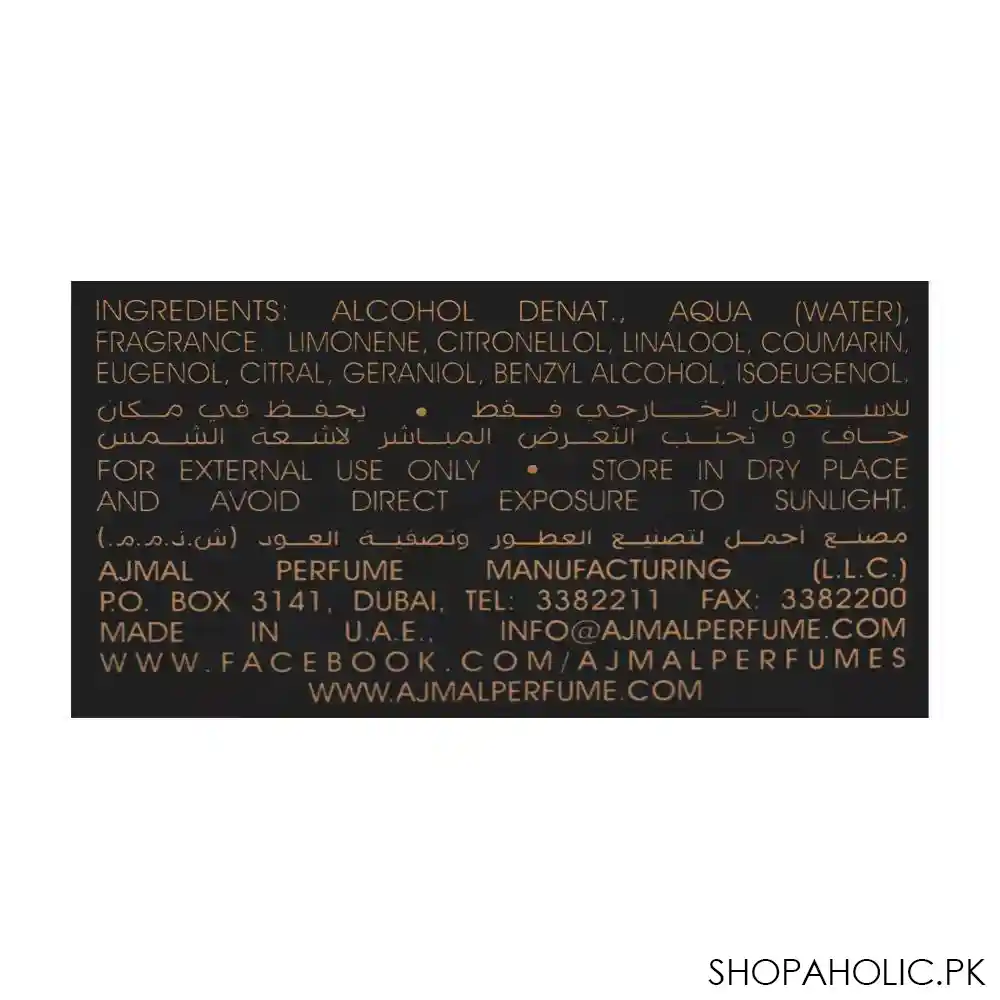 INGREDIENTS: ALCOHOL DENAT., AQUA (WATER),
FRAGRANCE. LIMONENE, CITRONELLOL, LINALOOL, COUMARIN,
EUGENOL, CITRAL, GERANIOL, BENZYL ALCOHOL, ISOEUGENOL.
للاستعمال الخارجي فقط • يحفظ في مكان
جاف و تجنب التعرض المباشر لاشعة الشمس
FOR EXTERNAL USE ONLY • STORE IN DRY PLACE
AND AVOID DIRECT EXPOSURE TO SUNLIGHT.
مصنع اجمل لتصنيع العطور وتصفية العود (ش.ذ.م.م.)
AJMAL PERFUME MANUFACTURING (L.L.C.)
P.O. BOX 3141, DUBAI, TEL: 3382211 FAX: 3382200
MADE IN U.A.E., INFO@AJMALPERFUME.COM
WWW.FACEBOOK.COM/AJMALPERFUMES
WWW.AJMALPERFUME.COM
SHOPAHOLIC.PK